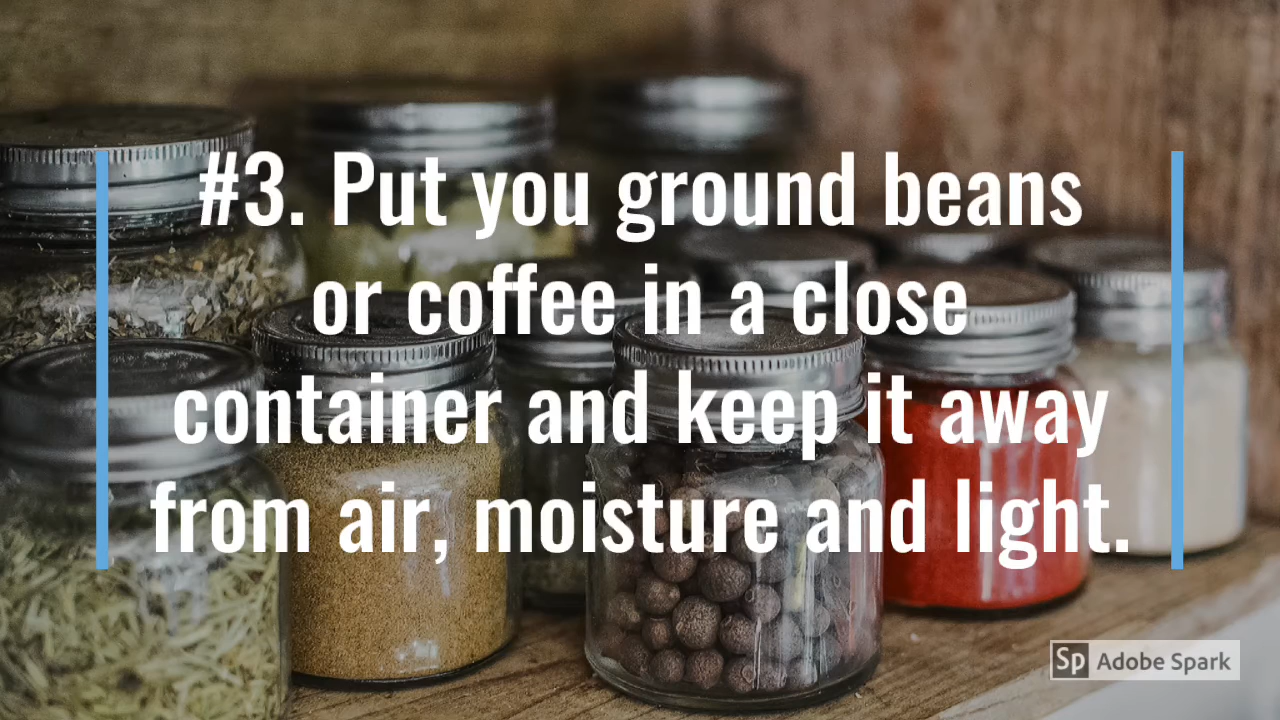 #3. Put you ground beans
or coffee in a close
container and keep it away
from air, moisture and light.
Sp Adobe Spark